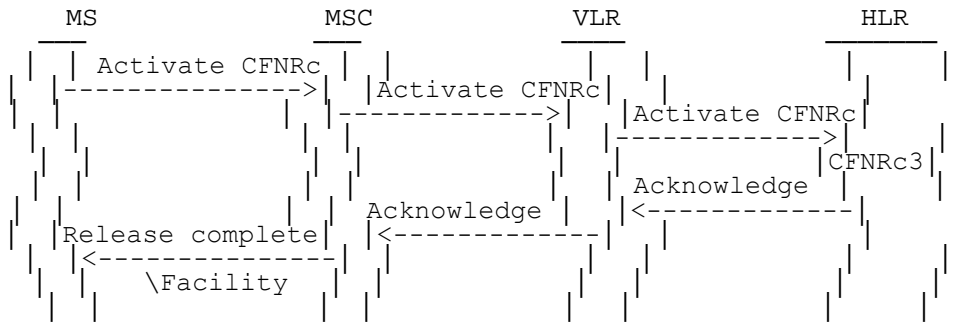 MS MSC VLR HLR
Activate CFNRc
Activate CFNRc
Activate CFNRc
CFNRc3
Acknowledge
Acknowledge
Release complete
\Facility